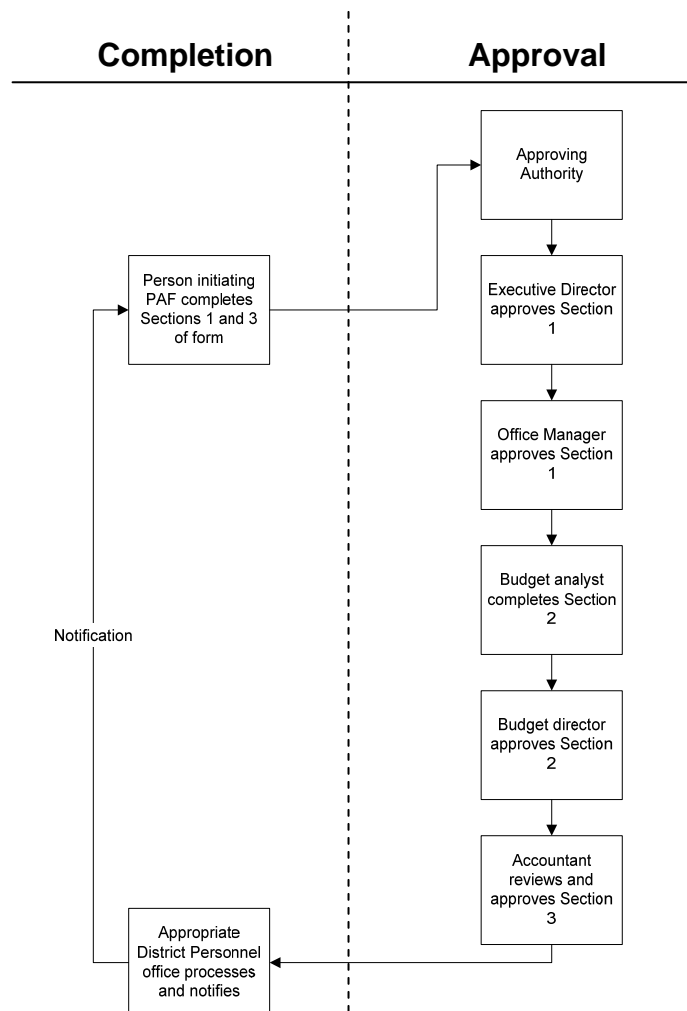 Completion
Approval
Approving
Authority
Person initiating
PAF completes
Sections 1 and 3
of form
Executive Director
approves Section
1
Office Manager
approves Section
1
Budget analyst
completes Section
2
Notification
Budget director
approves Section
2
Accountant
reviews and
approves Section
3
Appropriate
District Personnel
office processes
and notifies